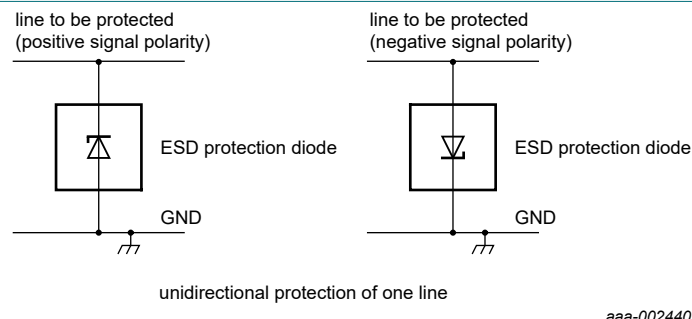 line to be protected
(positive signal polarity)
ESD protection diode
GND
line to be protected
(negative signal polarity)
ESD protection diode
GND
unidirectional protection of one line
aaa-002440